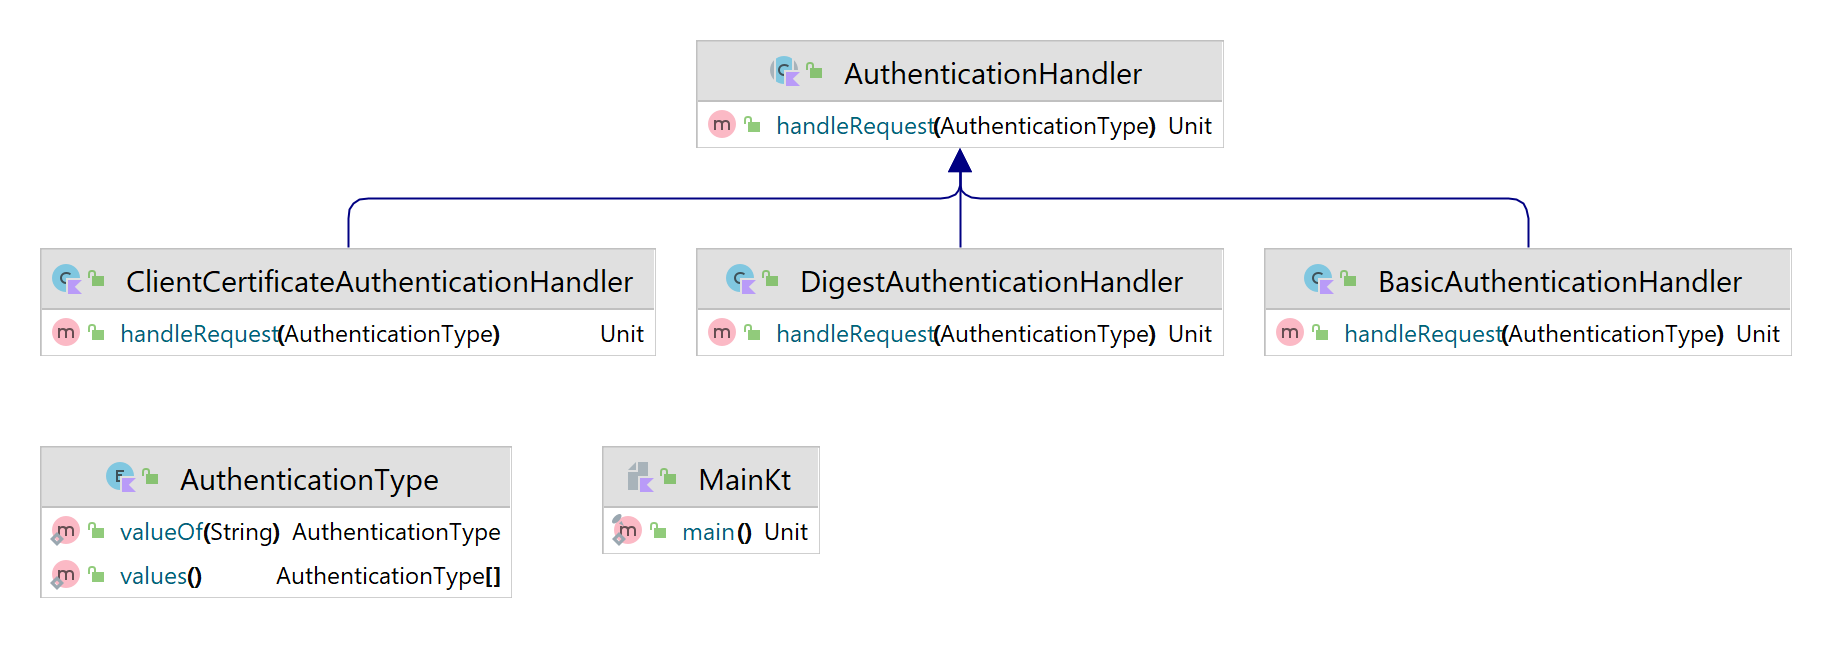 AuthenticationHandler
handleRequest(AuthenticationType) Unit
ClientCertificateAuthenticationHandler
handleRequest(AuthenticationType) Unit
DigestAuthenticationHandler
handleRequest(AuthenticationType) Unit
BasicAuthenticationHandler
handleRequest(AuthenticationType) Unit
AuthenticationType
valueOf(String) AuthenticationType
values() AuthenticationType[]
MainKt
main() Unit